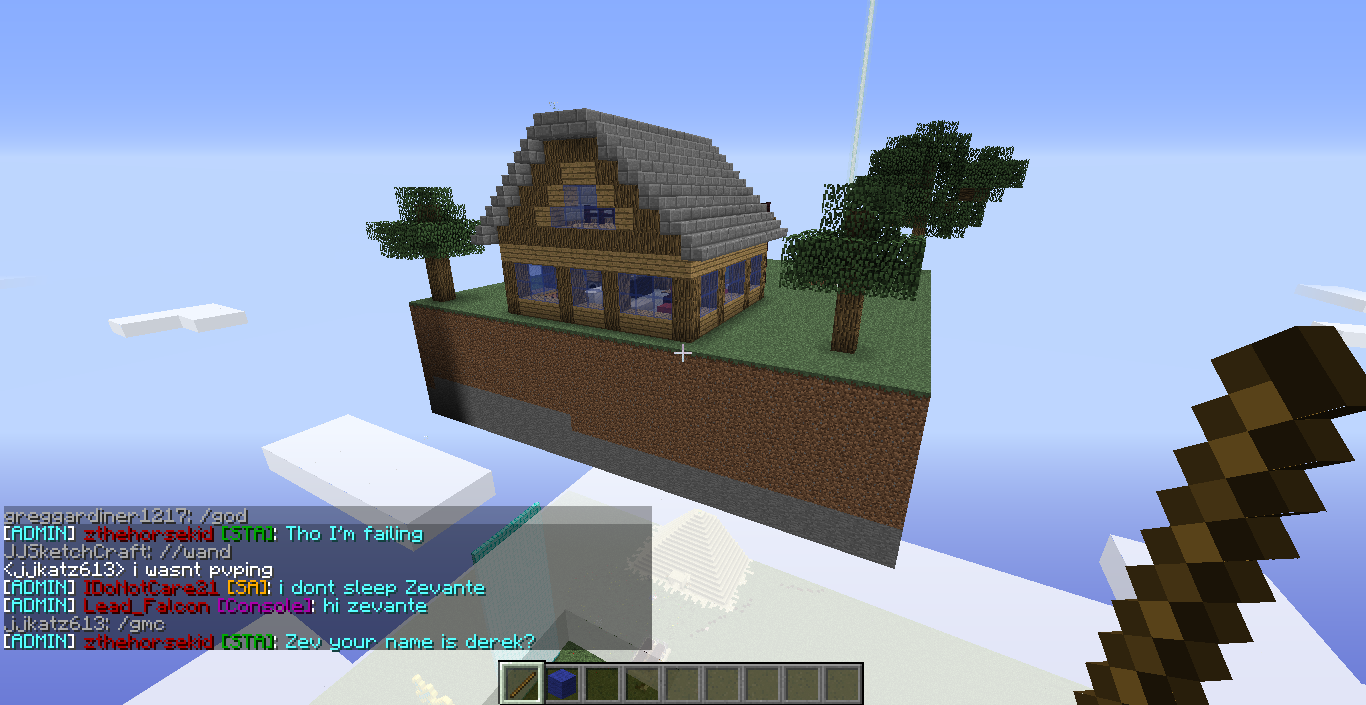 greggardiner1217: /god
[ADMIN] zthehorsekid [STA]: Tho I'm failing
JJSketchCraft: //wand
<jjkatz613> i wasnt pvping
[ADMIN] IDoNotCare21 [SA]: i dont sleep Zevante
[ADMIN] Lead_Falcon [Console]: hi zevante
jjkatz613: /gmc
[ADMIN] zthehorsekid [STA]: Zev your name is derek?